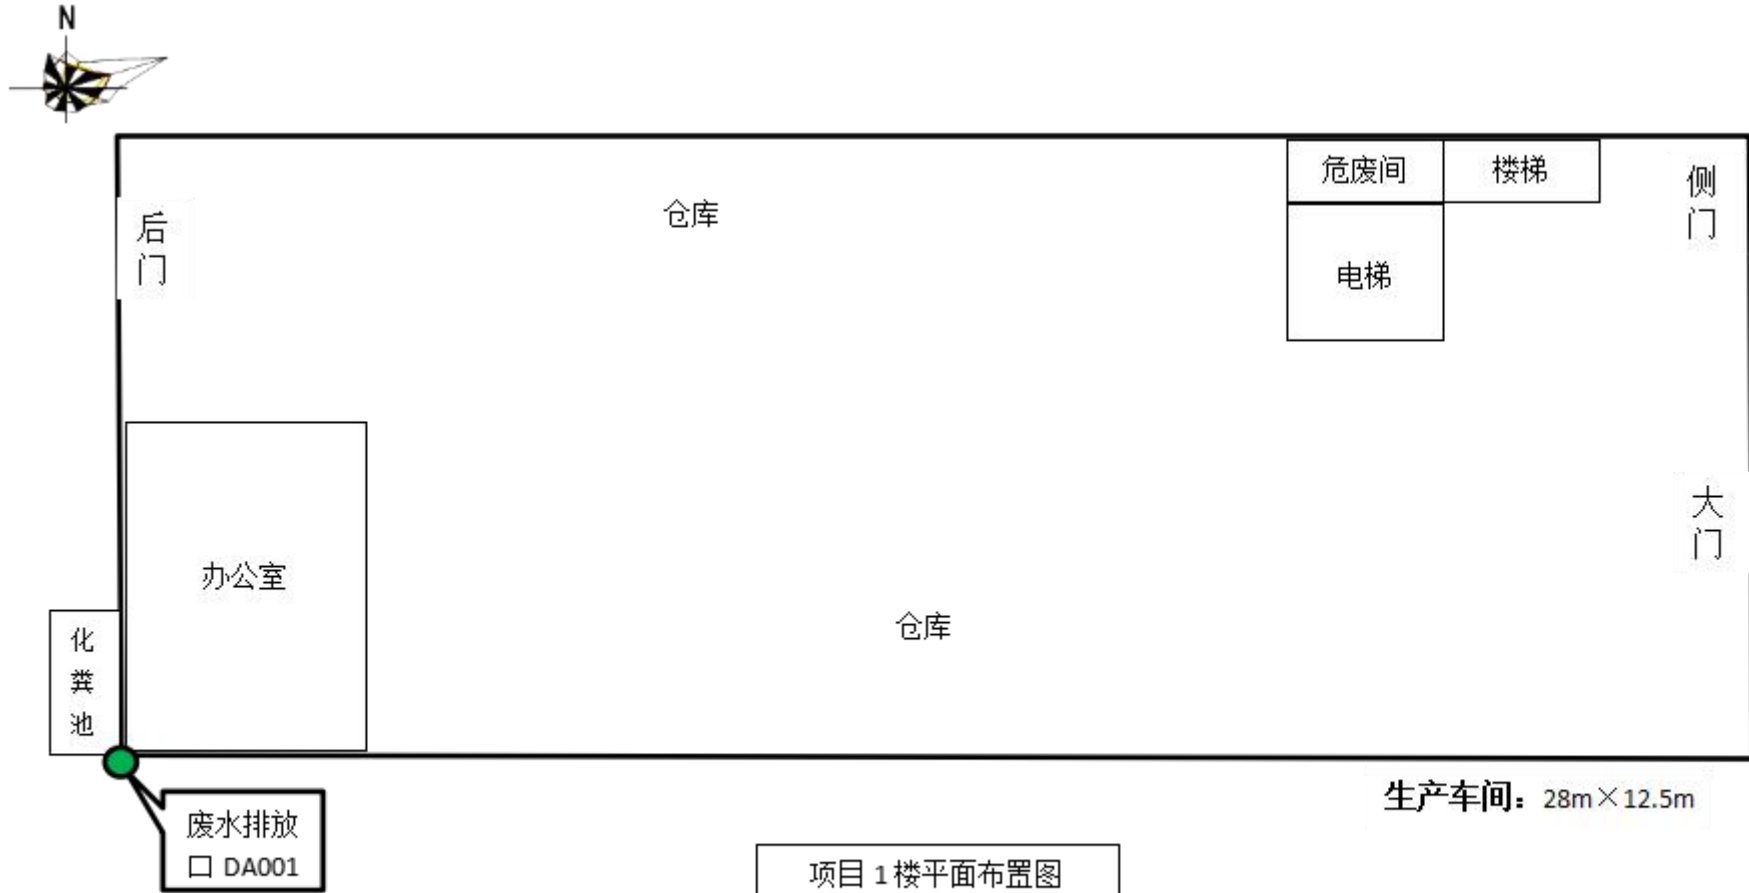 N
危废间
楼梯
侧
门
仓库
后
门
电梯
大
门
办公室
仓库
化
粪
池
生产车间：28m×12.5m
废水排放
口 DA001
项目 1 楼平面布置图